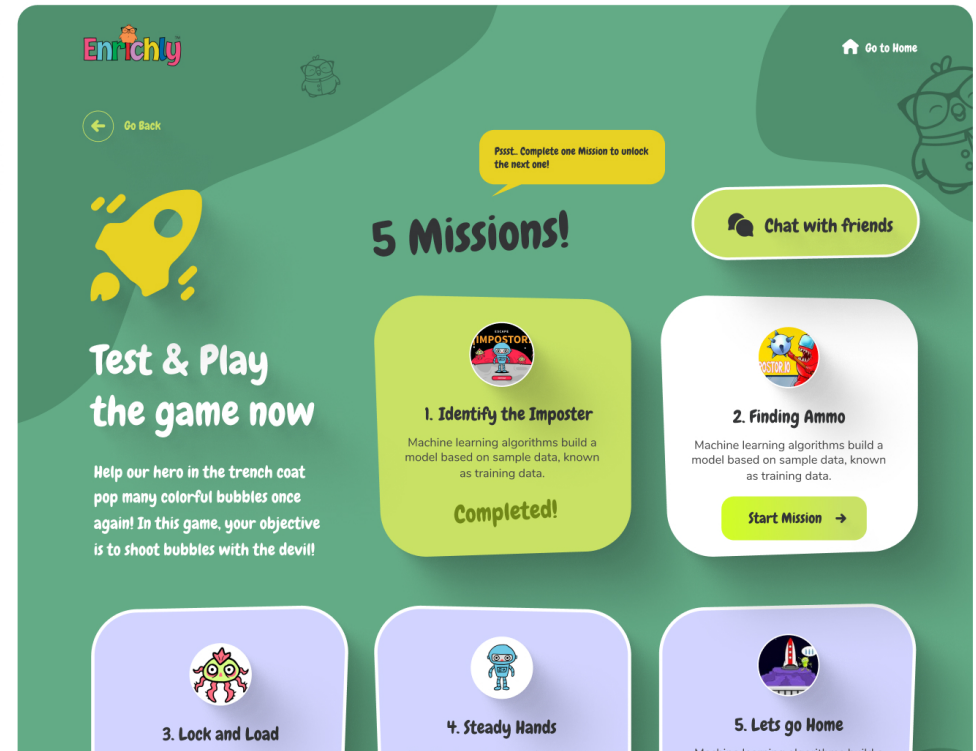 Enrichly
Go to Home
Go Back
Pssst.. Complete one Mission to unlock
the next one!
5 Missions!
Chat with friends
Test & Play
the game now
Help our hero in the trench coat
pop many colorful bubbles once
again! In this game, your objective
is to shoot bubbles with the devil!
ESCAPE
IMPOSTOR
1. Identify the Imposter
Machine learning algorithms build a
model based on sample data, known
as training data.
Completed!
POSTOR IO
2. Finding Ammo
Machine learning algorithms build a
model based on sample data, known
as training data.
Start Mission
3. Lock and Load
4. Steady Hands
5. Lets go Home